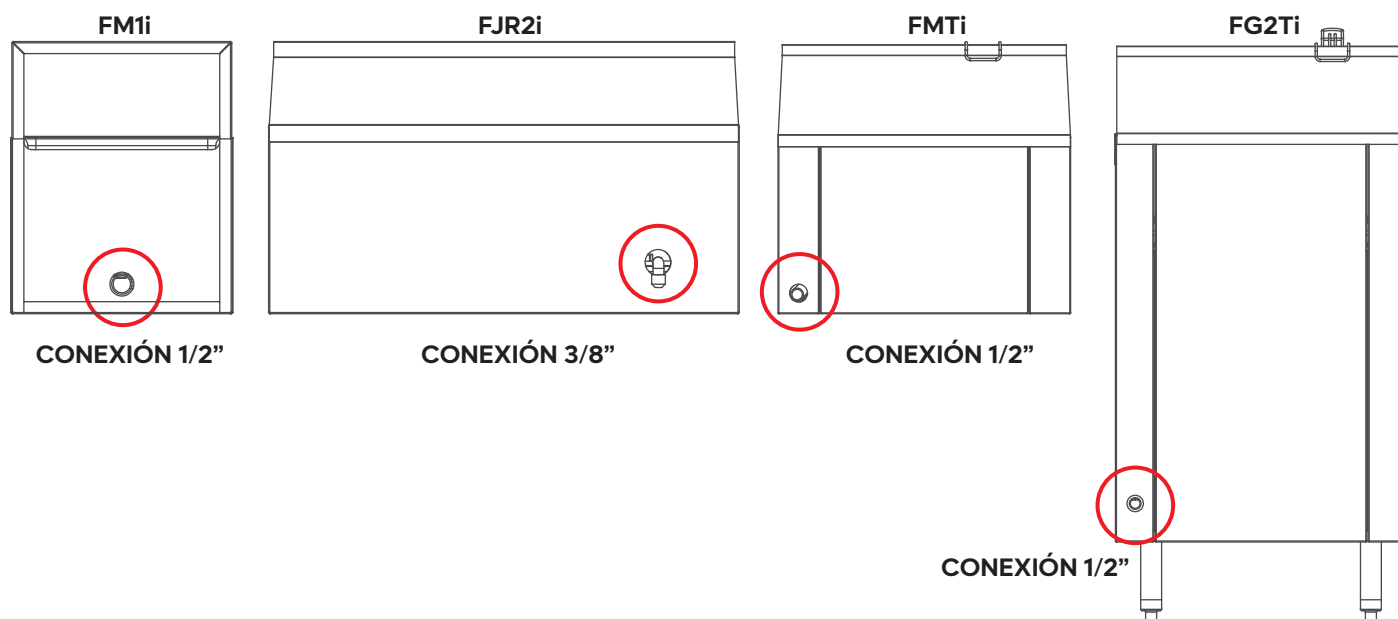 FM1i
FJR2i
FMTi
FG2Ti
CONEXIÓN 1/2”
CONEXIÓN 3/8”
CONEXIÓN 1/2”
CONEXIÓN 1/2”